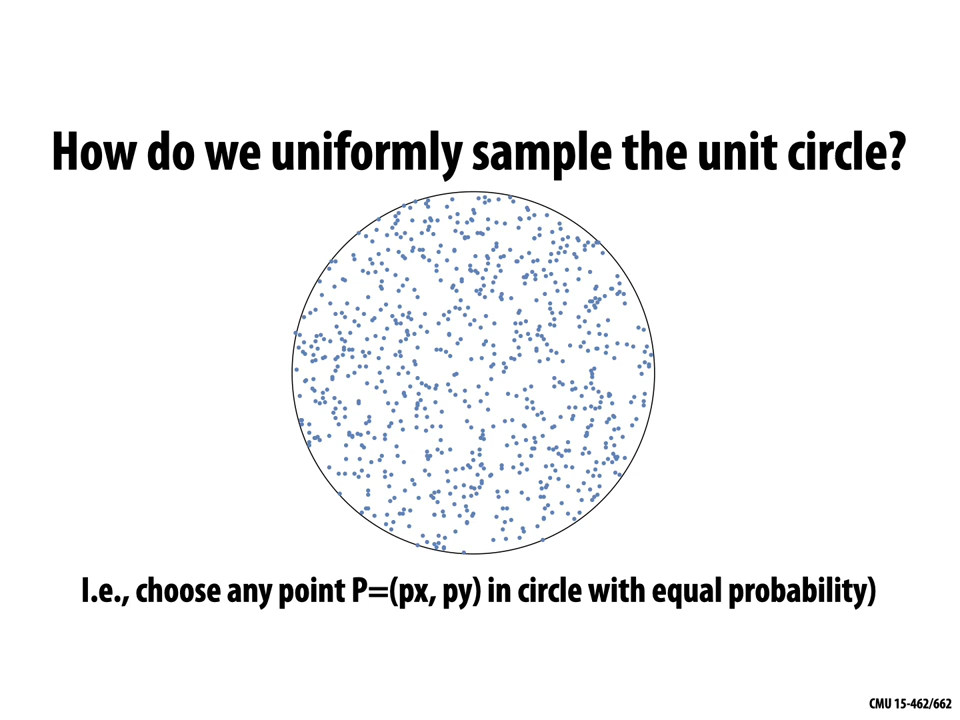 How do we uniformly sample the unit circle?
I.e., choose any point P=(px, py) in circle with equal probability)
CMU 15-462/662